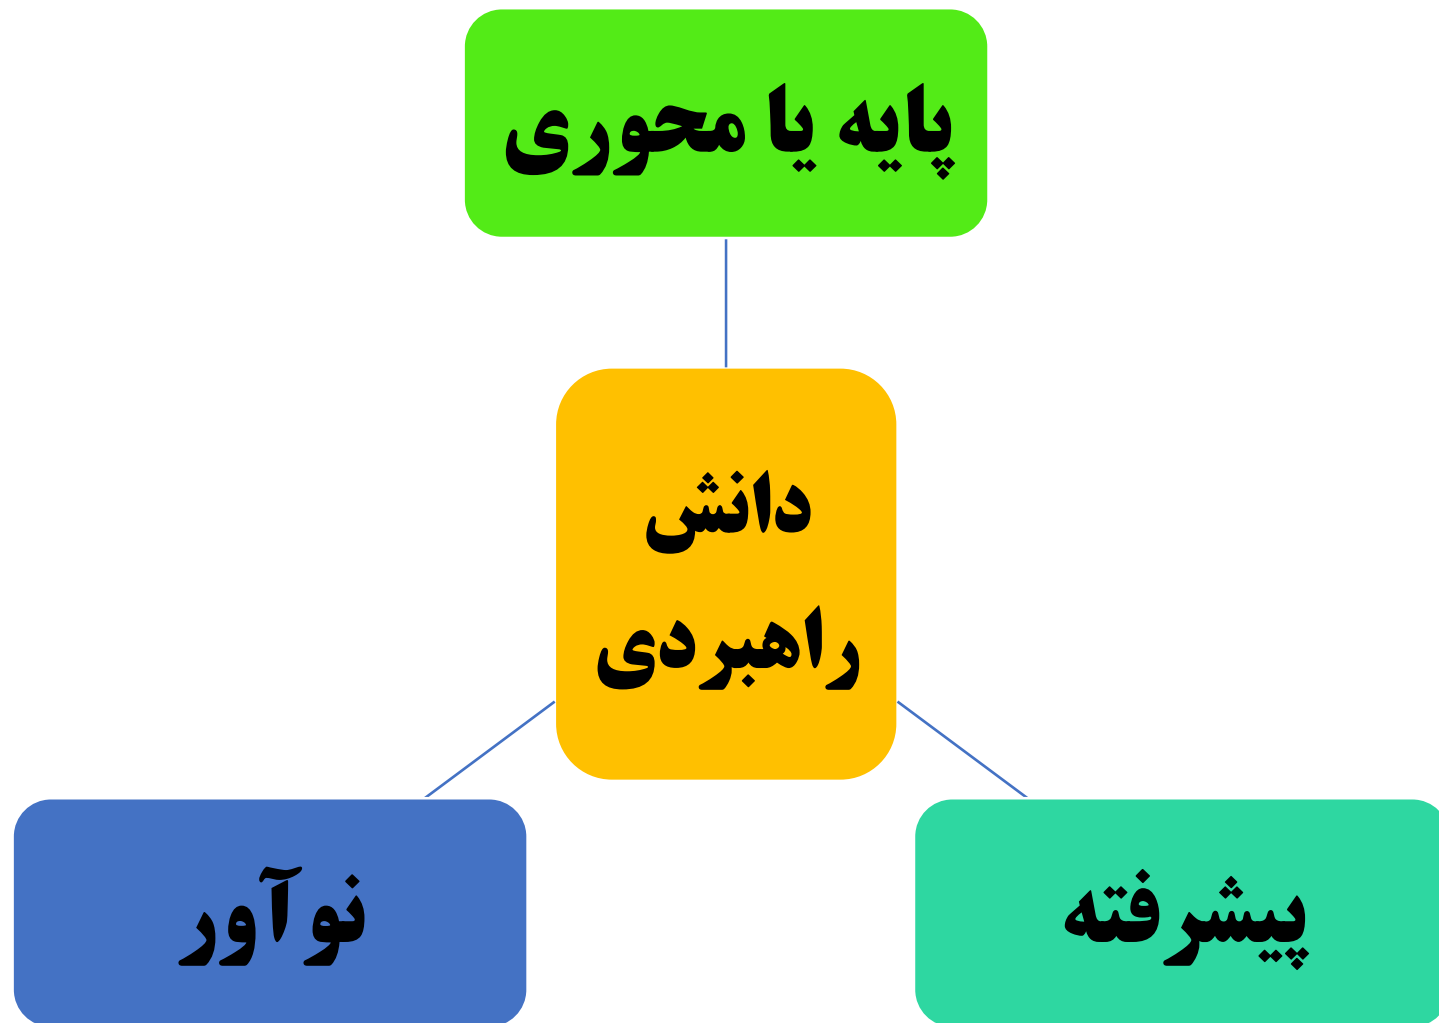 پایه یا محوری
دانش
راهبردی
پیشرفته
نوآور